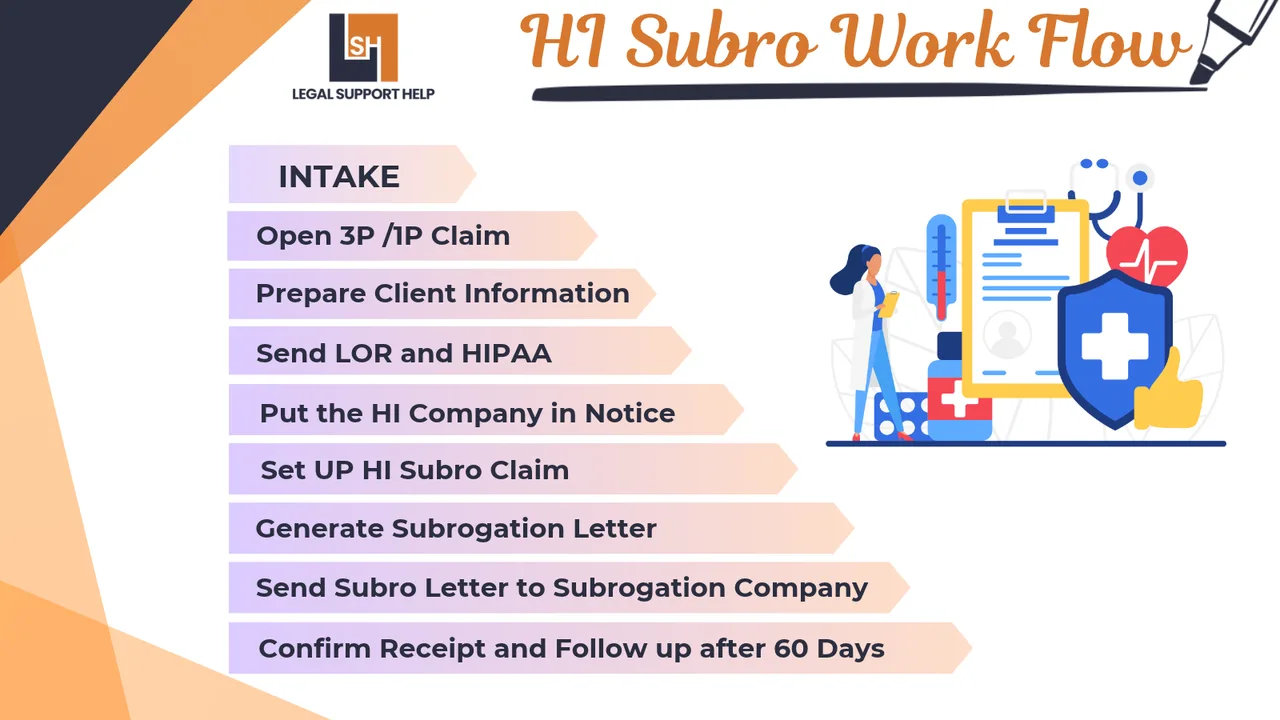 HI Subro Work Flow
LSH
LEGAL SUPPORT HELP
INTAKE
Open 3P /1P Claim
Prepare Client Information
Send LOR and HIPAA
Put the HI Company in Notice
Set UP HI Subro Claim
Generate Subrogation Letter
Send Subro Letter to Subrogation Company
Confirm Receipt and Follow up after 60 Days